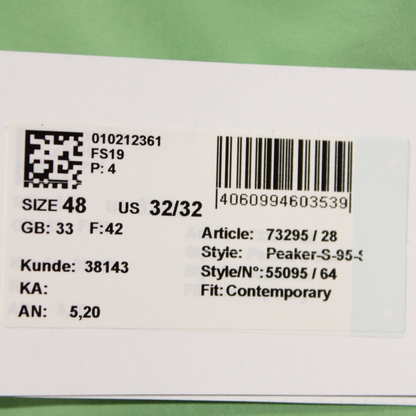 010212361
FS19
P: 4
4060994603539
SIZE 48 US 32/32
GB: 33 F:42
Article: 73295 / 28
Style: Peaker-S-95-
Style/N°: 55095 / 64
Fit: Contemporary
Kunde: 38143
KA:
AN: 5,20